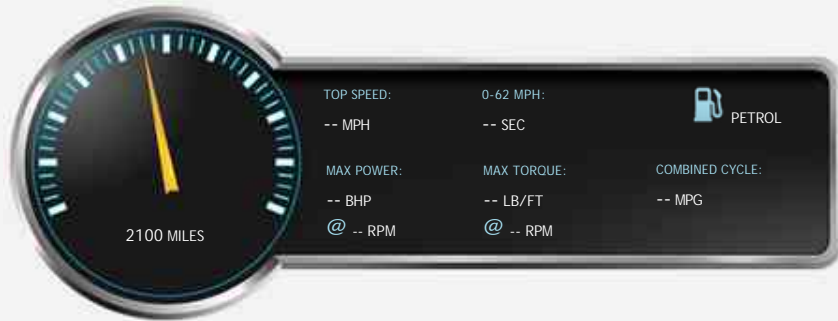 TOP SPEED:
-- MPH
0-62 MPH:
-- SEC
PETROL
MAX POWER:
-- BHP
@ -- RPM
MAX TORQUE:
-- LB/FT
@ -- RPM
COMBINED CYCLE:
-- MPG
2100 MILES